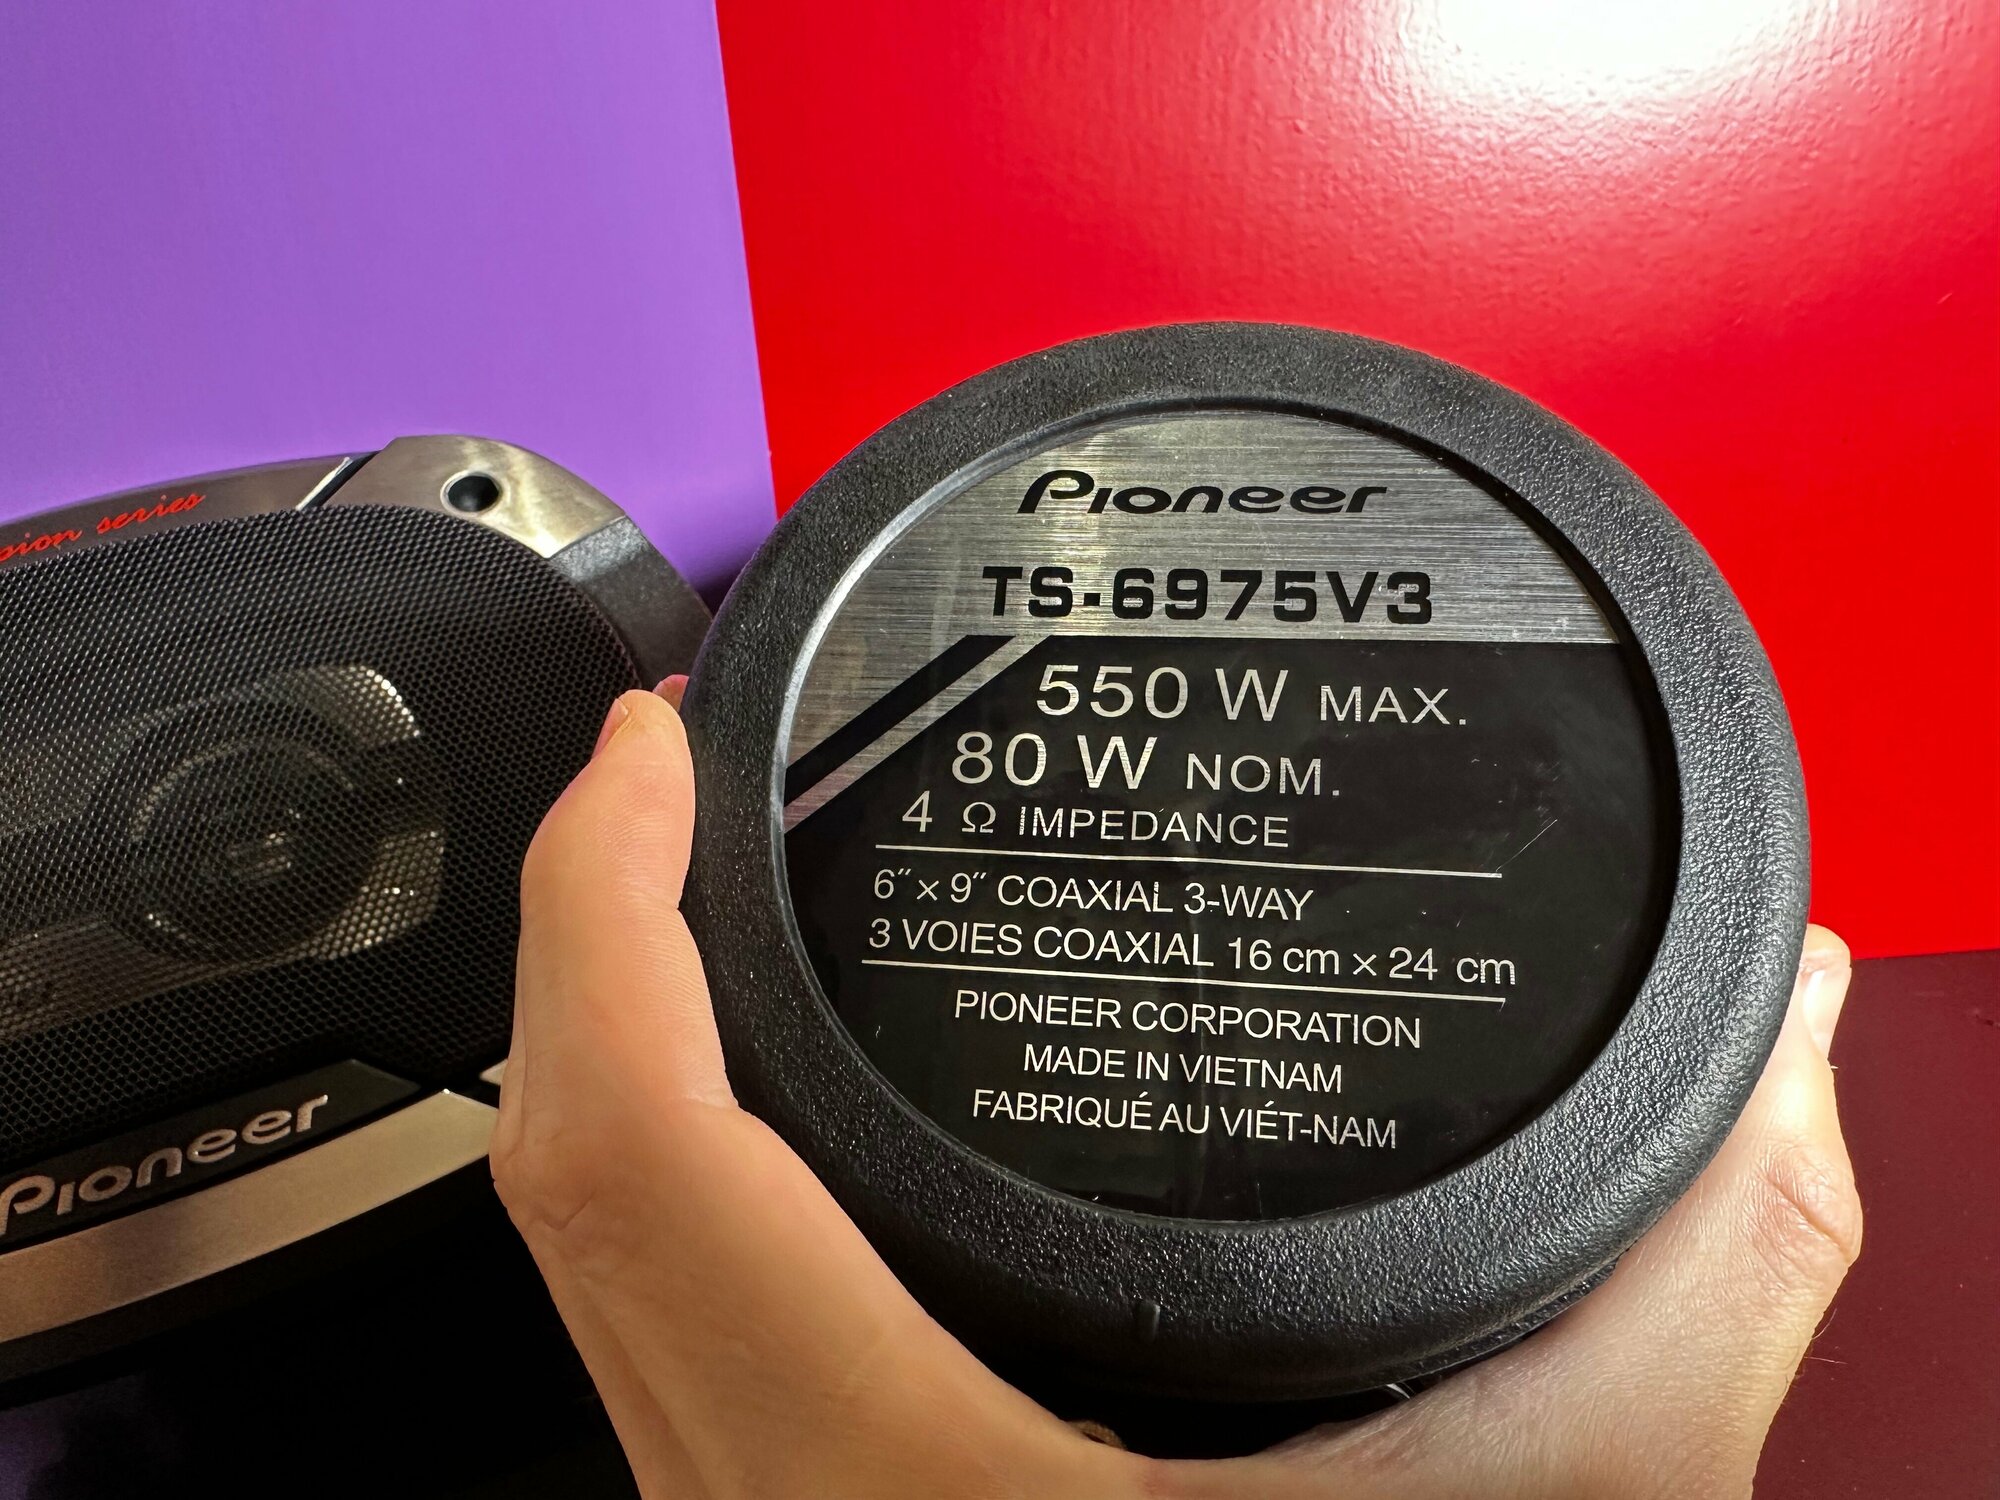 series
Pioneer
Pioneer
TS-6975V3
550 W MAX.
80 W NOM.
4 Ω IMPEDANCE
6″ × 9″ COAXIAL 3-WAY
3 VOIES COAXIAL 16 cm × 24 cm
PIONEER CORPORATION
MADE IN VIETNAM
FABRIQUÉ AU VIÉT-NAM